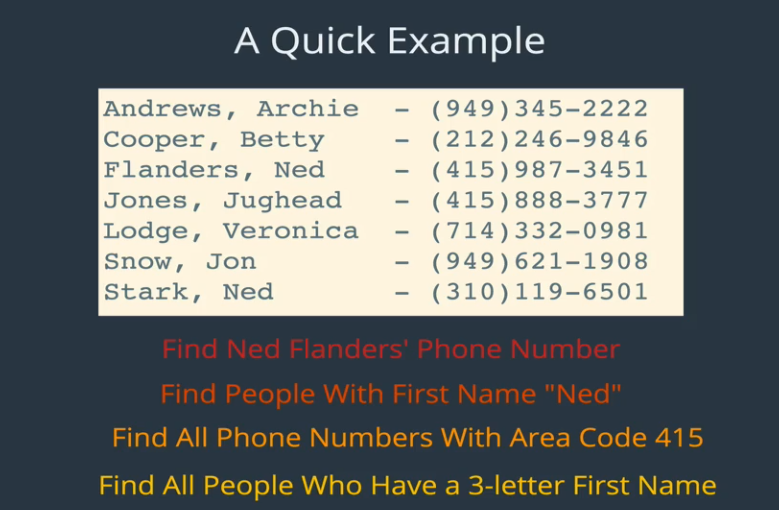 A Quick Example
Andrews, Archie - (949)345-2222
Cooper, Betty - (212)246-9846
Flanders, Ned - (415)987-3451
Jones, Jughead - (415)888-3777
Lodge, Veronica - (714)332-0981
Snow, Jon - (949)621-1908
Stark, Ned - (310)119-6501
Find Ned Flanders' Phone Number
Find People With First Name "Ned"
Find All Phone Numbers With Area Code 415
Find All People Who Have a 3-letter First Name